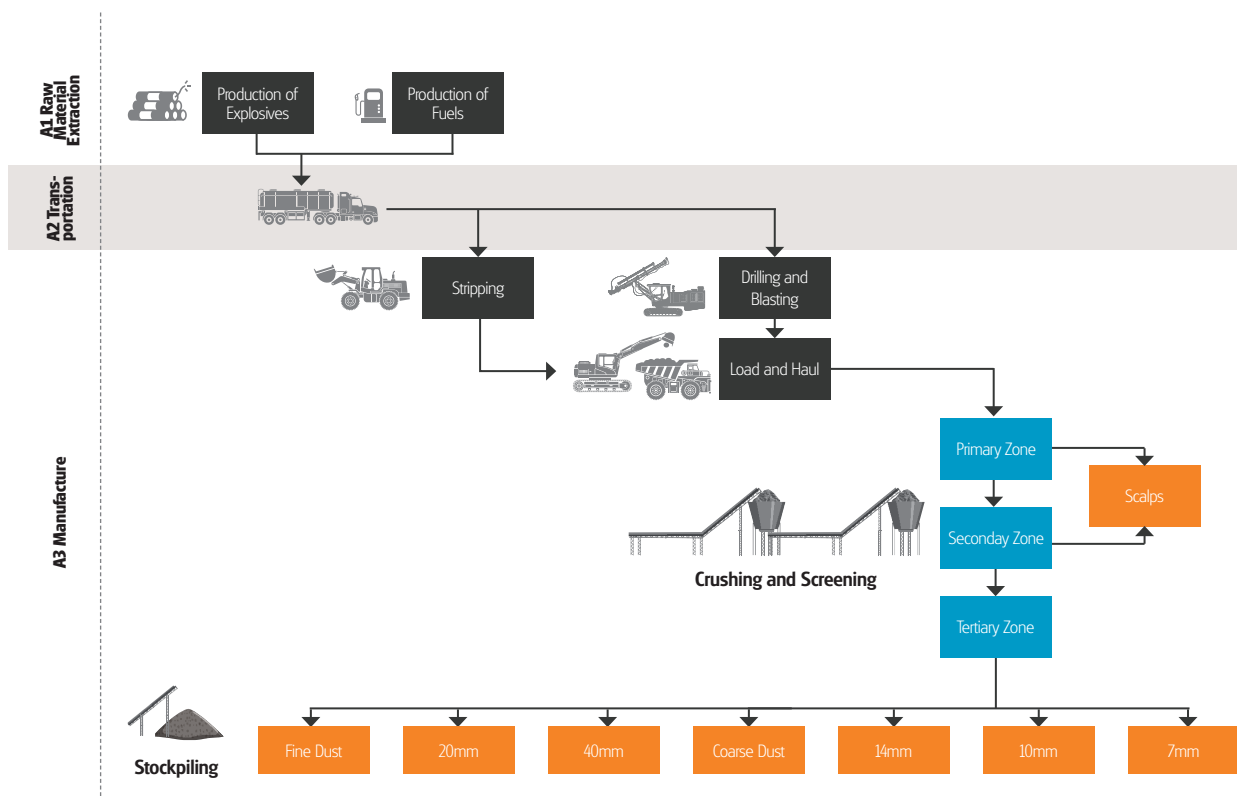 A1 Raw
Material
Extraction
Production of
Explosives
Production of
Fuels
A2 Trans-
portation
Stripping
Drilling and
Blasting
Load and Haul
A3 Manufacture
Primary Zone
Scalps
Seconday Zone
Crushing and Screening
Tertiary Zone
Stockpiling
Fine Dust
20mm
40mm
Coarse Dust
14mm
10mm
7mm